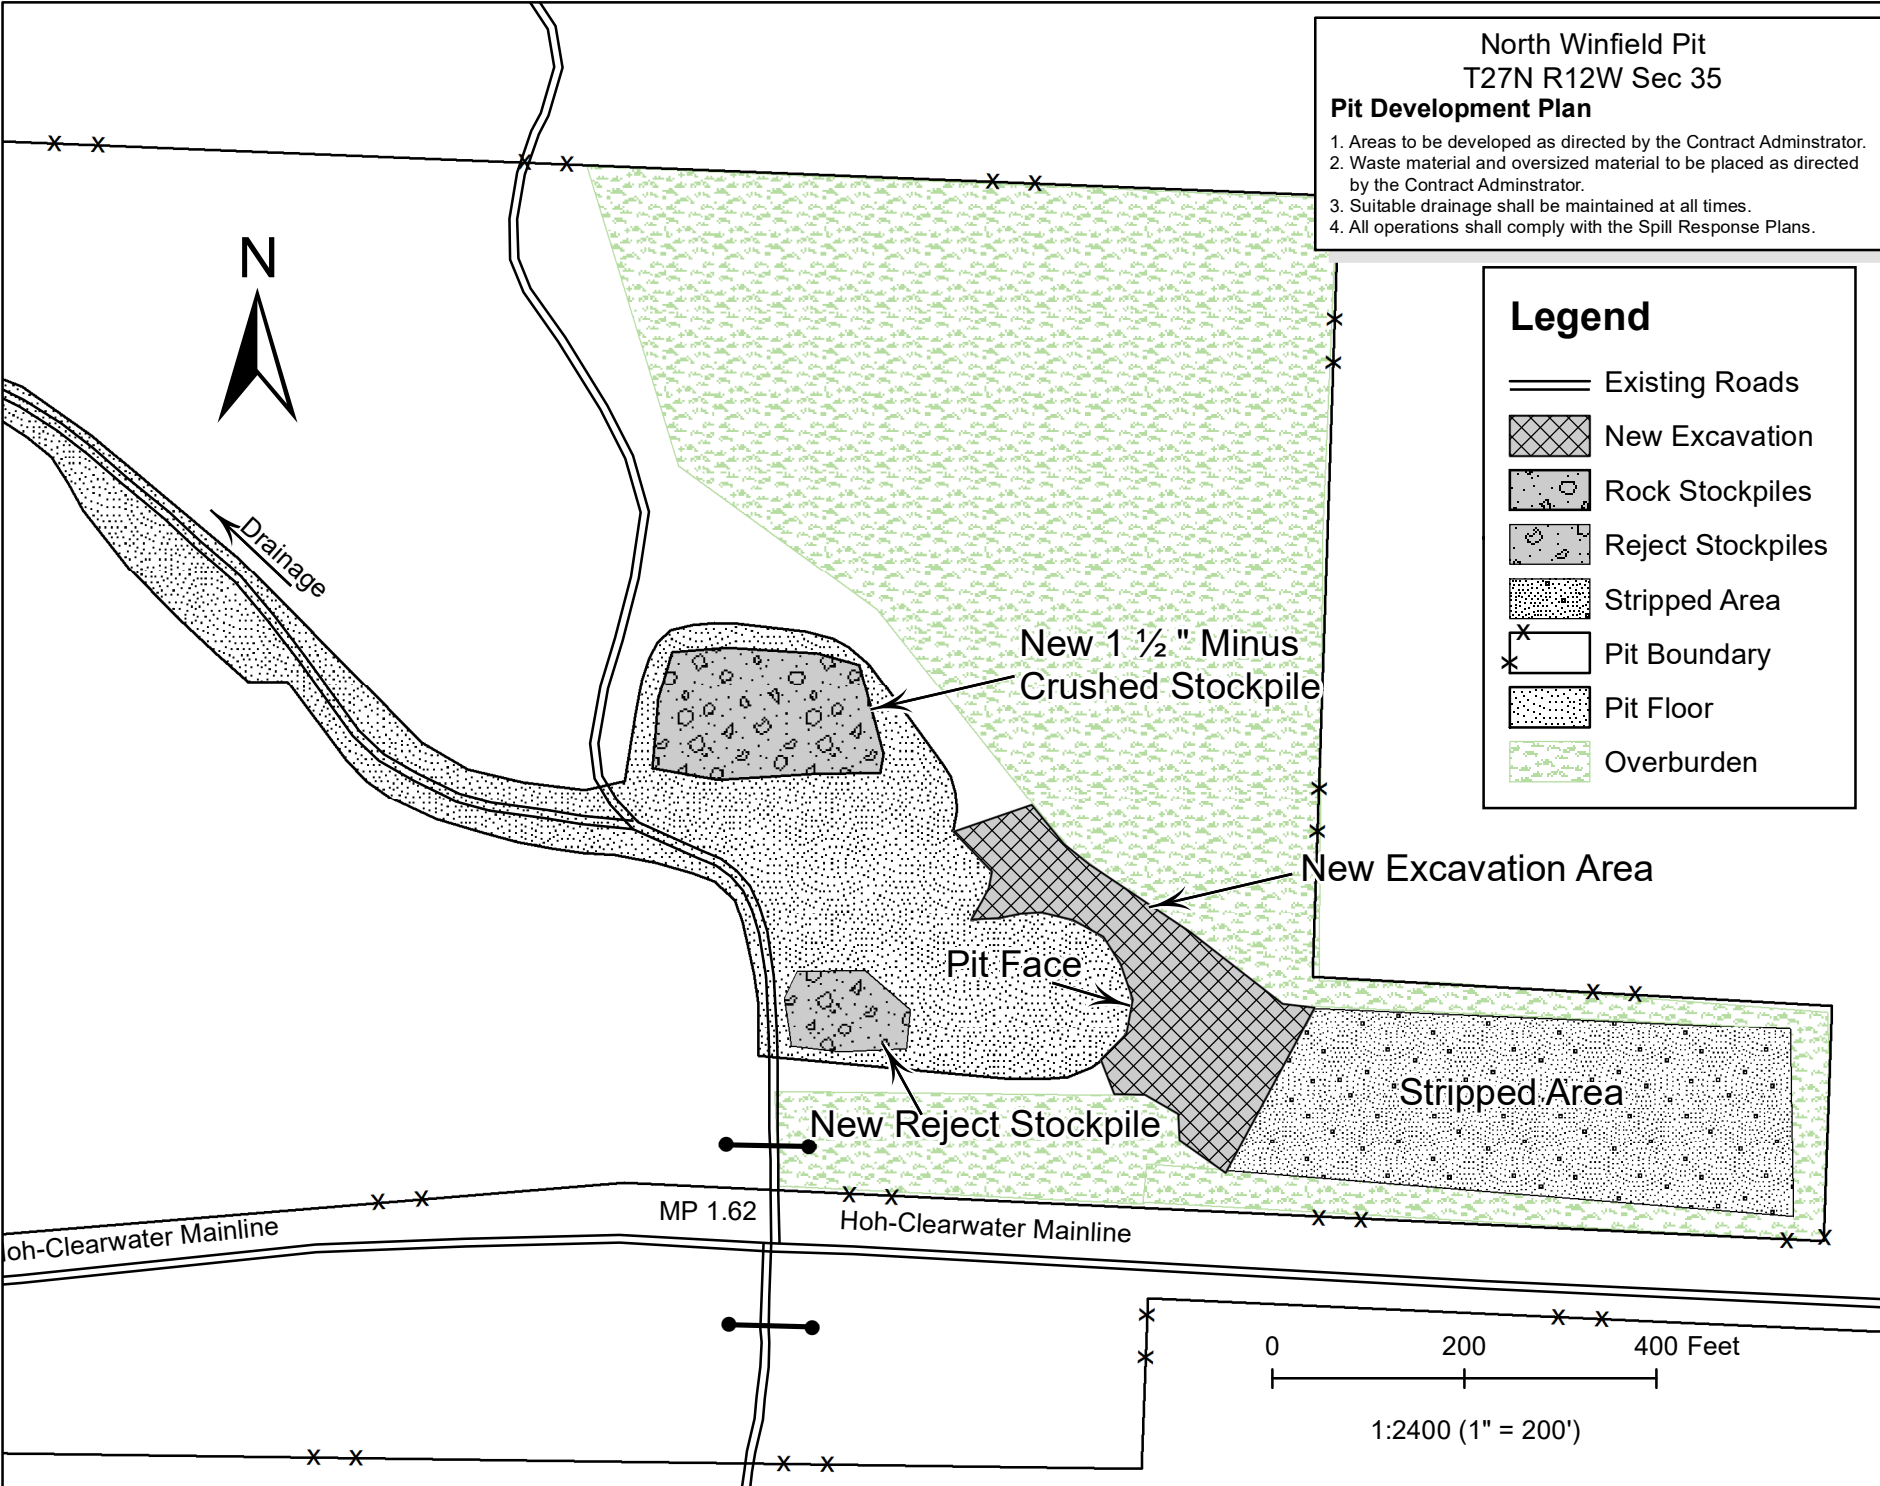 North Winfield Pit
T27N R12W Sec 35
Pit Development Plan
1. Areas to be developed as directed by the Contract Adminstrator.
2. Waste material and oversized material to be placed as directed
by the Contract Adminstrator.
3. Suitable drainage shall be maintained at all times.
4. All operations shall comply with the Spill Response Plans.
N
Legend
Existing Roads
New Excavation
Rock Stockpiles
Reject Stockpiles
Stripped Area
Pit Boundary
Pit Floor
Overburden
Drainage
New 1 ½ " Minus
Crushed Stockpile
New Excavation Area
Pit Face
Stripped Area
New Reject Stockpile
MP 1.62
oh-Clearwater Mainline
Hoh-Clearwater Mainline
0 200 400 Feet
1:2400 (1" = 200')